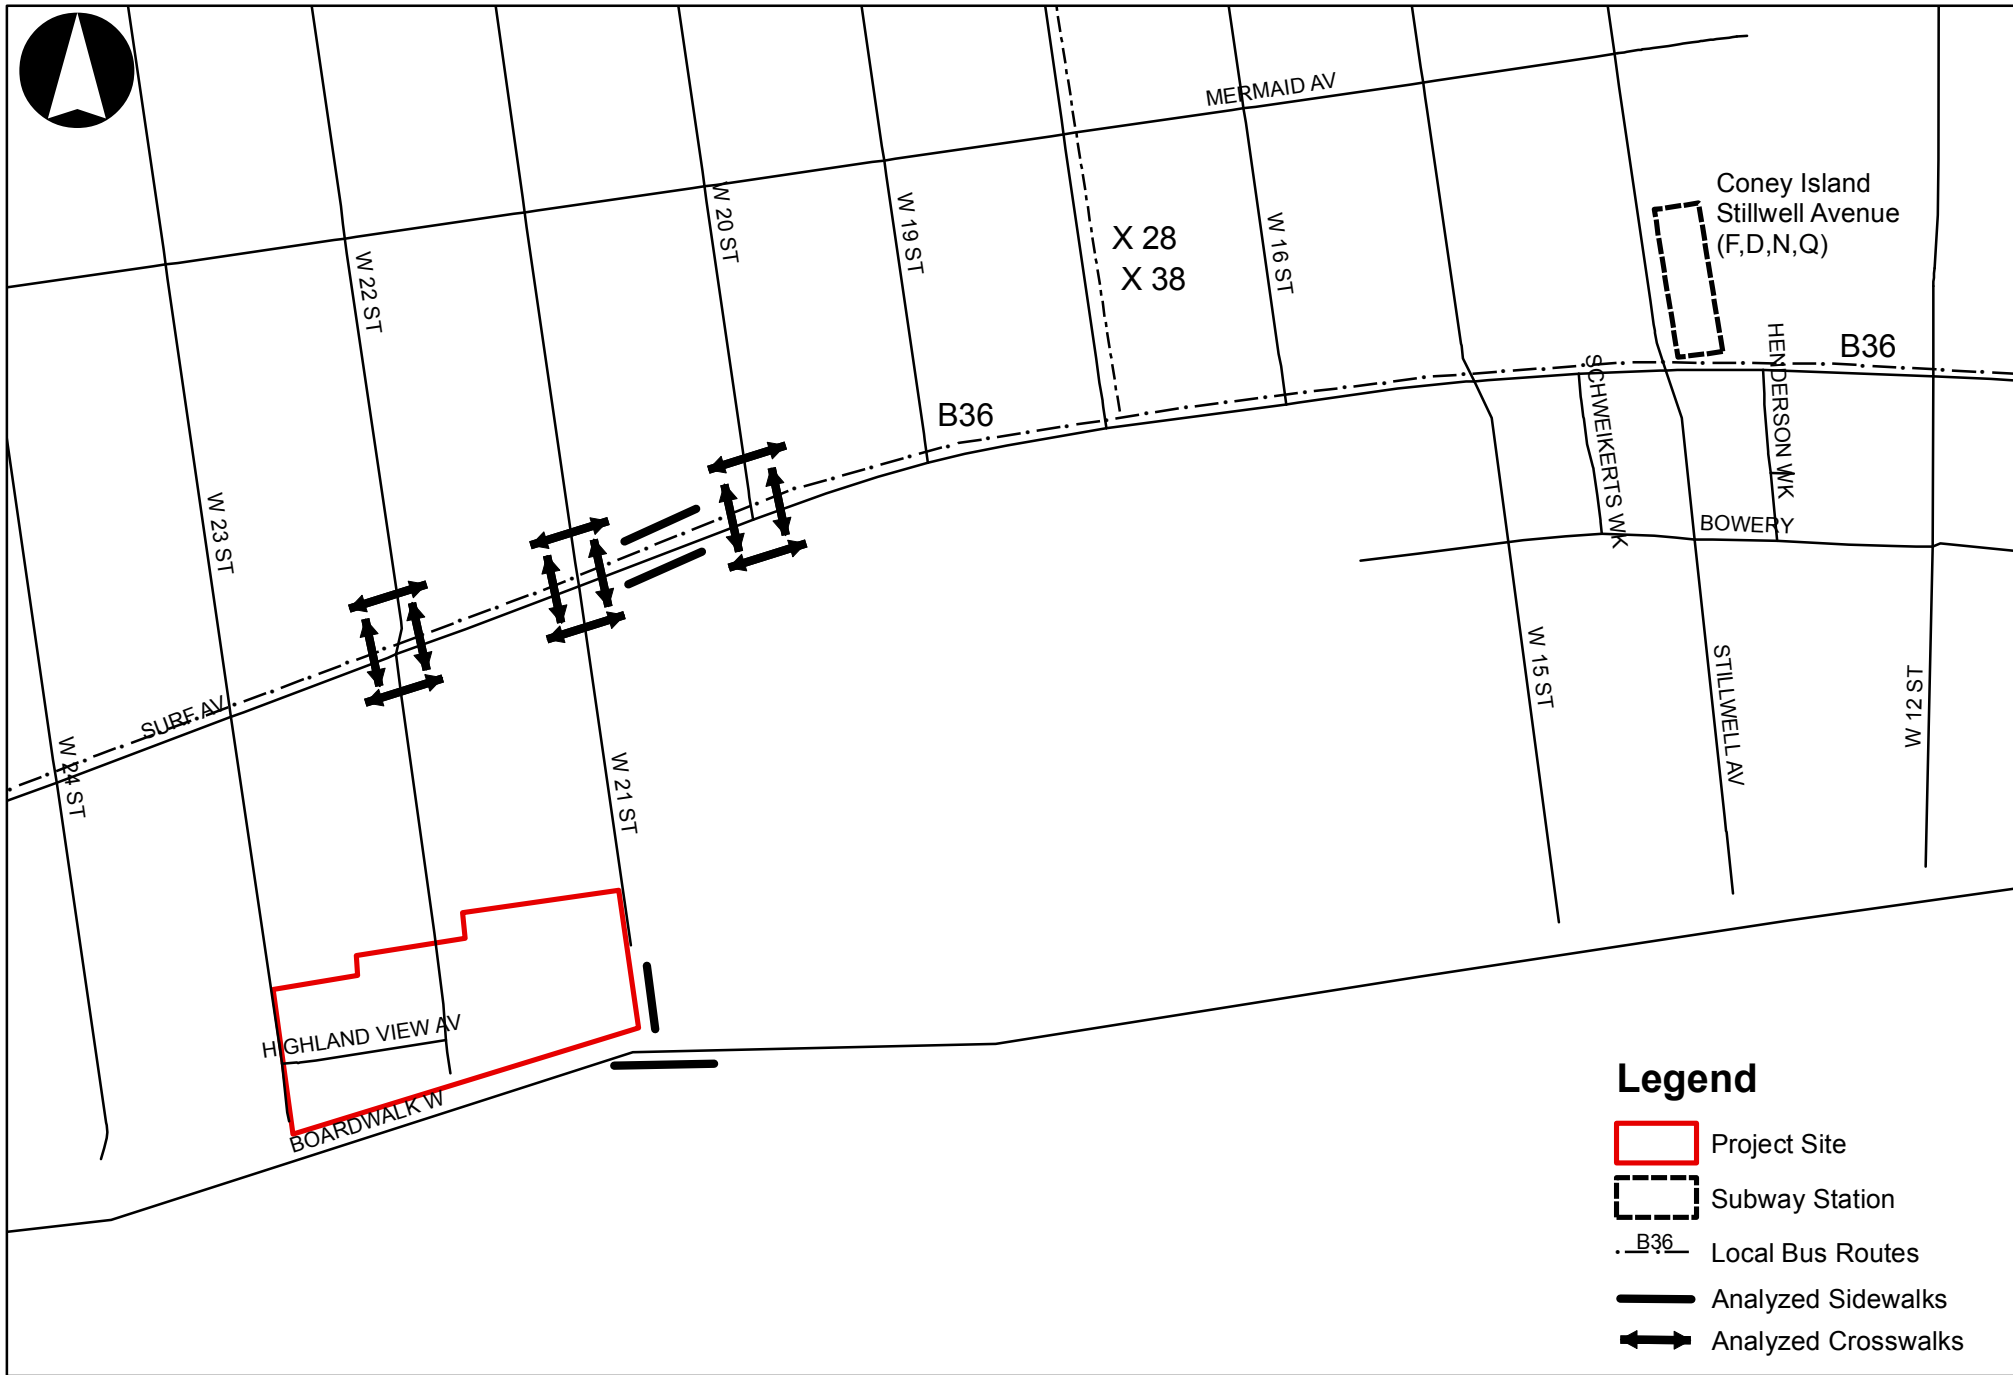 MERMAID AV
Coney Island
Stillwell Avenue
(F,D,N,Q)
W 20 ST
W 19 ST
W 22 ST
X 28
X 38
W 16 ST
B36
HENDERSON WK
SCHWEIKERTS WK
B36
W 23 ST
BOWERY
SURF AV
W 24 ST
W 21 ST
W 15 ST
STILLWELL AV
W 12 ST
HIGHLAND VIEW AV
BOARDWALK W
Legend
Project Site
Subway Station
B36
Local Bus Routes
Analyzed Sidewalks
Analyzed Crosswalks